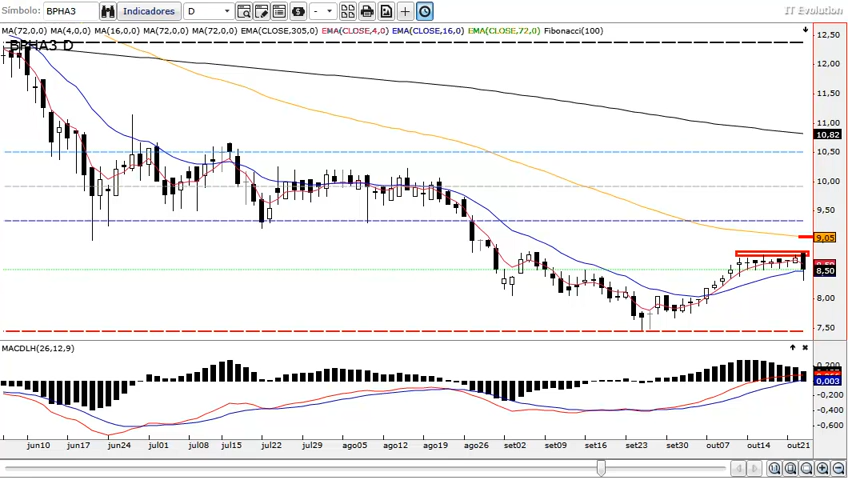 Símbolo: BPHA3 Indicadores D -
IT Evolution
MA(72,0,0) MA(4,0,0) MA(16,0,0) MA(72,0,0) MA(72,0,0) EMA(CLOSE,305,0) EMA(CLOSE,4,0) EMA(CLOSE,16,0) EMA(CLOSE,72,0) Fibonacci(100)
BPHA3 D
12,50
12,00
11,50
11,00
10,82
10,50
10,00
9,50
9,05
8,50
8,00
7,50
MACDLH(26,12,9)
0,200
0,003
-0,200
-0,400
-0,600
jun10 jun17 jun24 jul01 jul08 jul15 jul22 jul29 ago05 ago12 ago19 ago26 set02 set09 set16 set23 set30 out07 out14 out21